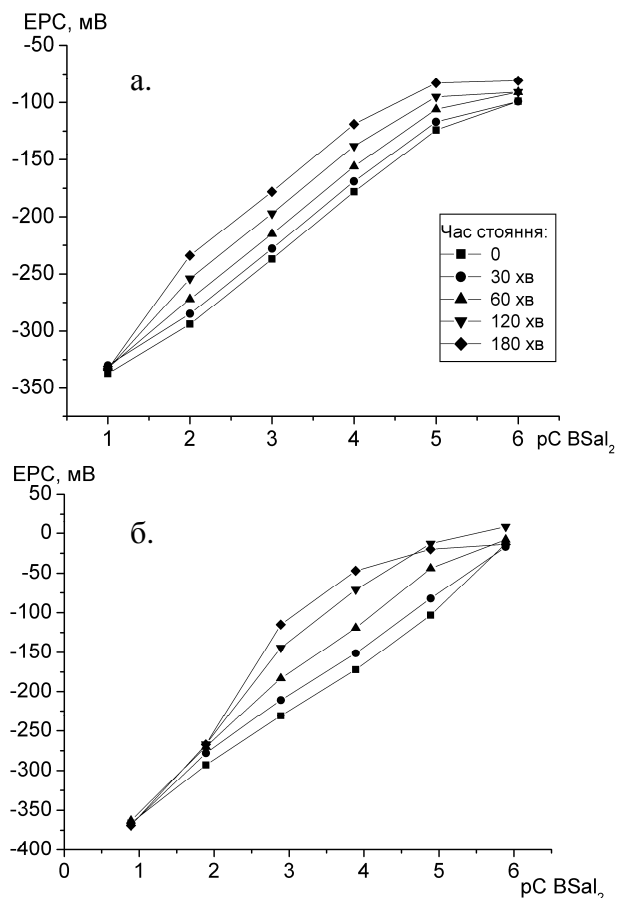 ЕРС, мВ
-50
а.
-100
-150
-200
-250
-300
-350
Час стояння:
0
30 хв
60 хв
120 хв
180 хв
1 2 3 4 5 6 pC BSal₂
ЕРС, мВ
50
б.
0
-50
-100
-150
-200
-250
-300
-350
-400
0 1 2 3 4 5 6
pC BSal₂